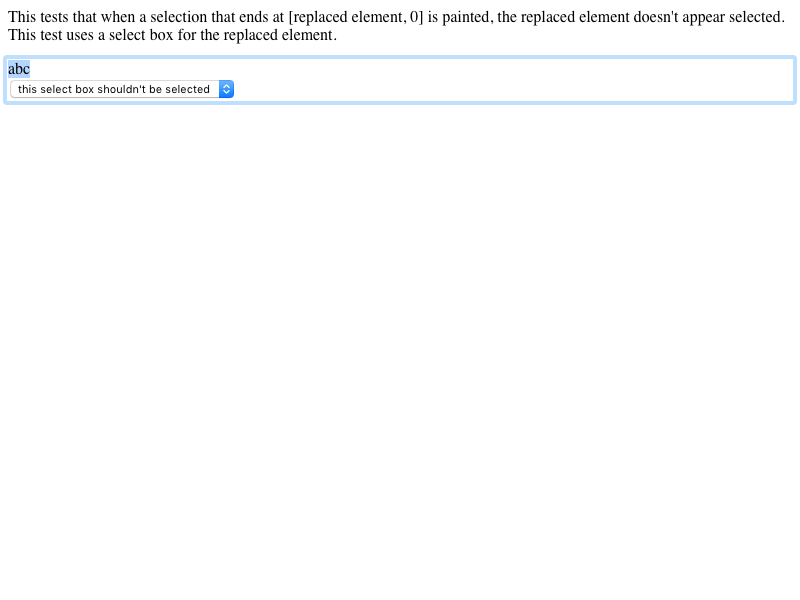 This tests that when a selection that ends at [replaced element, 0] is painted, the replaced element doesn't appear selected.
This test uses a select box for the replaced element.
abc
this select box shouldn't be selected